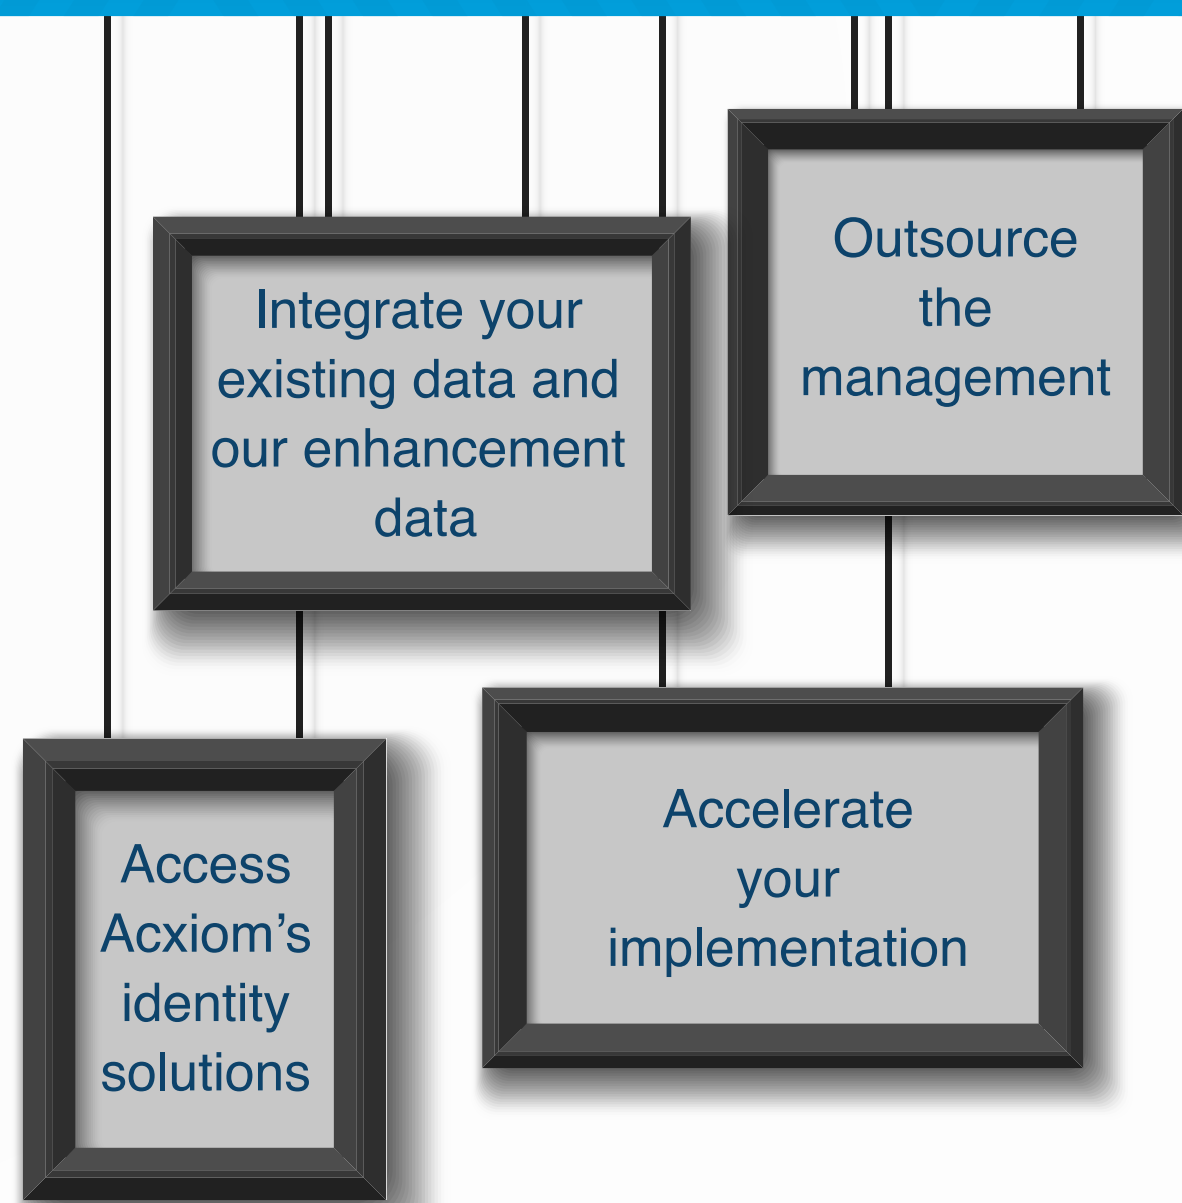 Integrate your
existing data and
our enhancement
data
Outsource
the
management
Access
Acxiom’s
identity
solutions
Accelerate
your
implementation